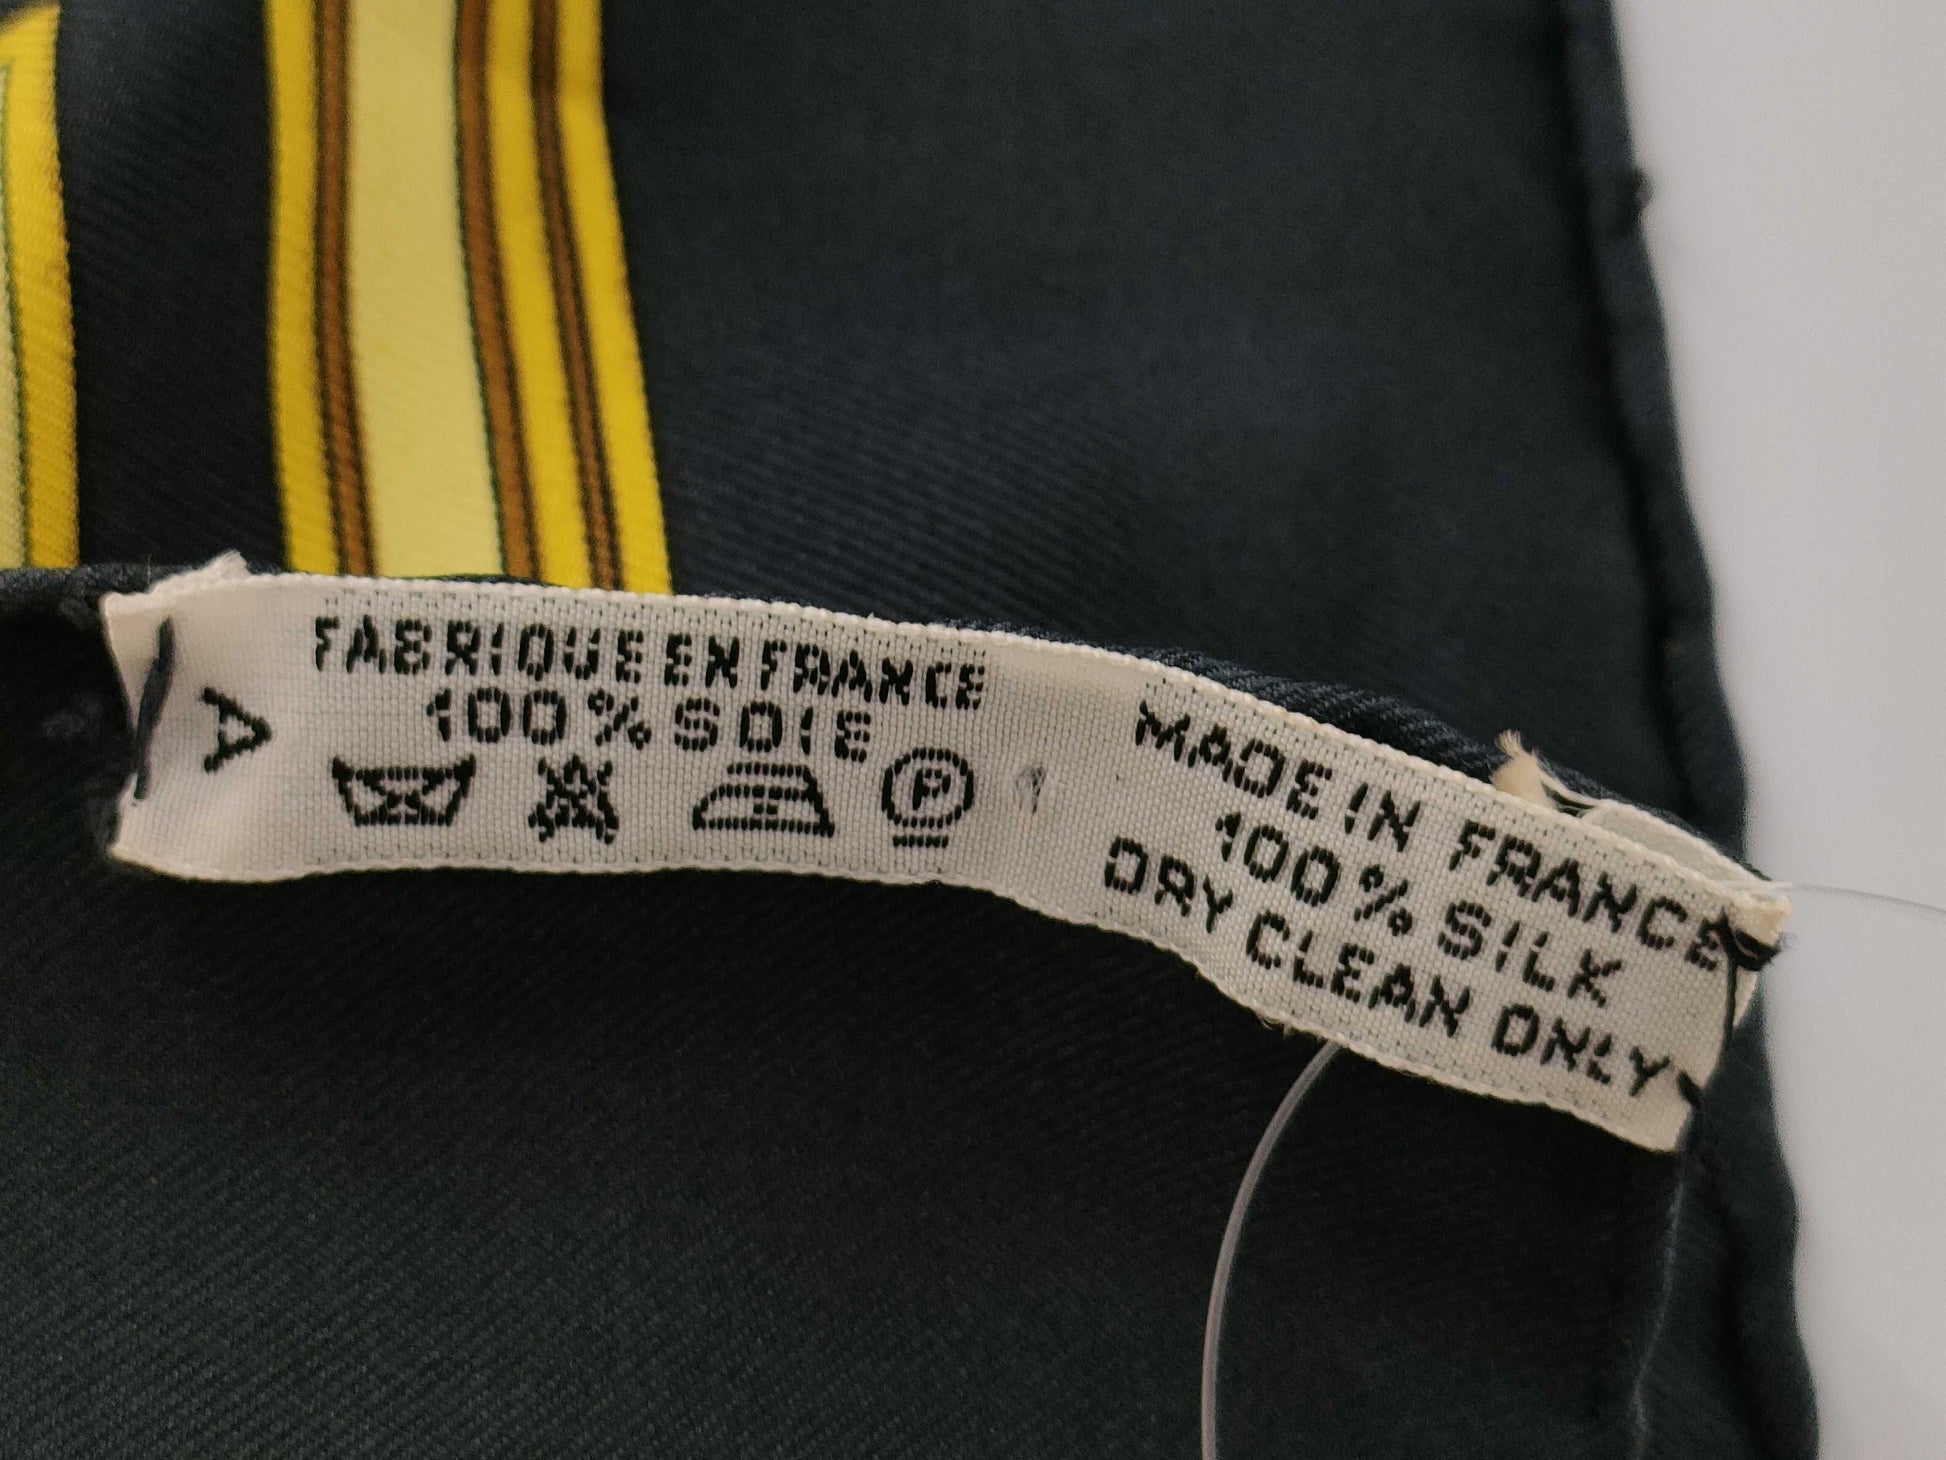 A
FABRIQUE EN FRANCE
100% SOIE
P
MADE IN FRANCE
100% SILK
DRY CLEAN ONLY